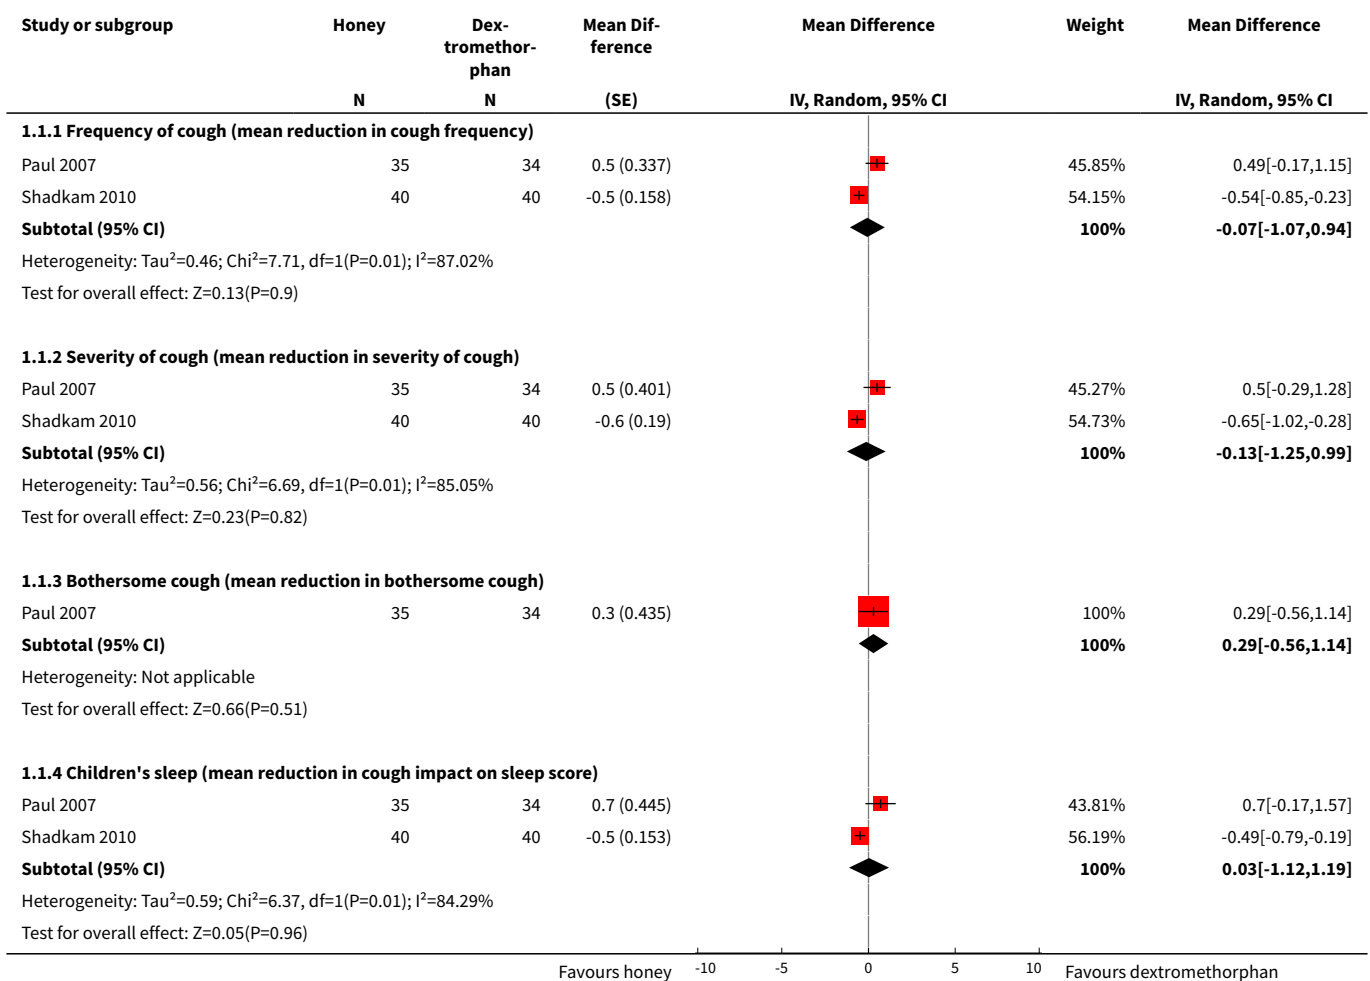 Study or subgroup Honey Dex- Mean Dif- Mean Difference Weight Mean Difference
tromethor- ference
phan
N N (SE) IV, Random, 95% CI IV, Random, 95% CI
1.1.1 Frequency of cough (mean reduction in cough frequency)
Paul 2007 35 34 0.5 (0.337) 45.85% 0.49[-0.17,1.15]
Shadkam 2010 40 40 -0.5 (0.158) 54.15% -0.54[-0.85,-0.23]
Subtotal (95% CI) 100% -0.07[-1.07,0.94]
Heterogeneity: Tau²=0.46; Chi²=7.71, df=1(P=0.01); I²=87.02%
Test for overall effect: Z=0.13(P=0.9)
1.1.2 Severity of cough (mean reduction in severity of cough)
Paul 2007 35 34 0.5 (0.401) 45.27% 0.5[-0.29,1.28]
Shadkam 2010 40 40 -0.6 (0.19) 54.73% -0.65[-1.02,-0.28]
Subtotal (95% CI) 100% -0.13[-1.25,0.99]
Heterogeneity: Tau²=0.56; Chi²=6.69, df=1(P=0.01); I²=85.05%
Test for overall effect: Z=0.23(P=0.82)
1.1.3 Bothersome cough (mean reduction in bothersome cough)
Paul 2007 35 34 0.3 (0.435) 100% 0.29[-0.56,1.14]
Subtotal (95% CI) 100% 0.29[-0.56,1.14]
Heterogeneity: Not applicable
Test for overall effect: Z=0.66(P=0.51)
1.1.4 Children's sleep (mean reduction in cough impact on sleep score)
Paul 2007 35 34 0.7 (0.445) 43.81% 0.7[-0.17,1.57]
Shadkam 2010 40 40 -0.5 (0.153) 56.19% -0.49[-0.79,-0.19]
Subtotal (95% CI) 100% 0.03[-1.12,1.19]
Heterogeneity: Tau²=0.59; Chi²=6.37, df=1(P=0.01); I²=84.29%
Test for overall effect: Z=0.05(P=0.96)
Favours honey -10 -5 0 5 10 Favours dextromethorphan